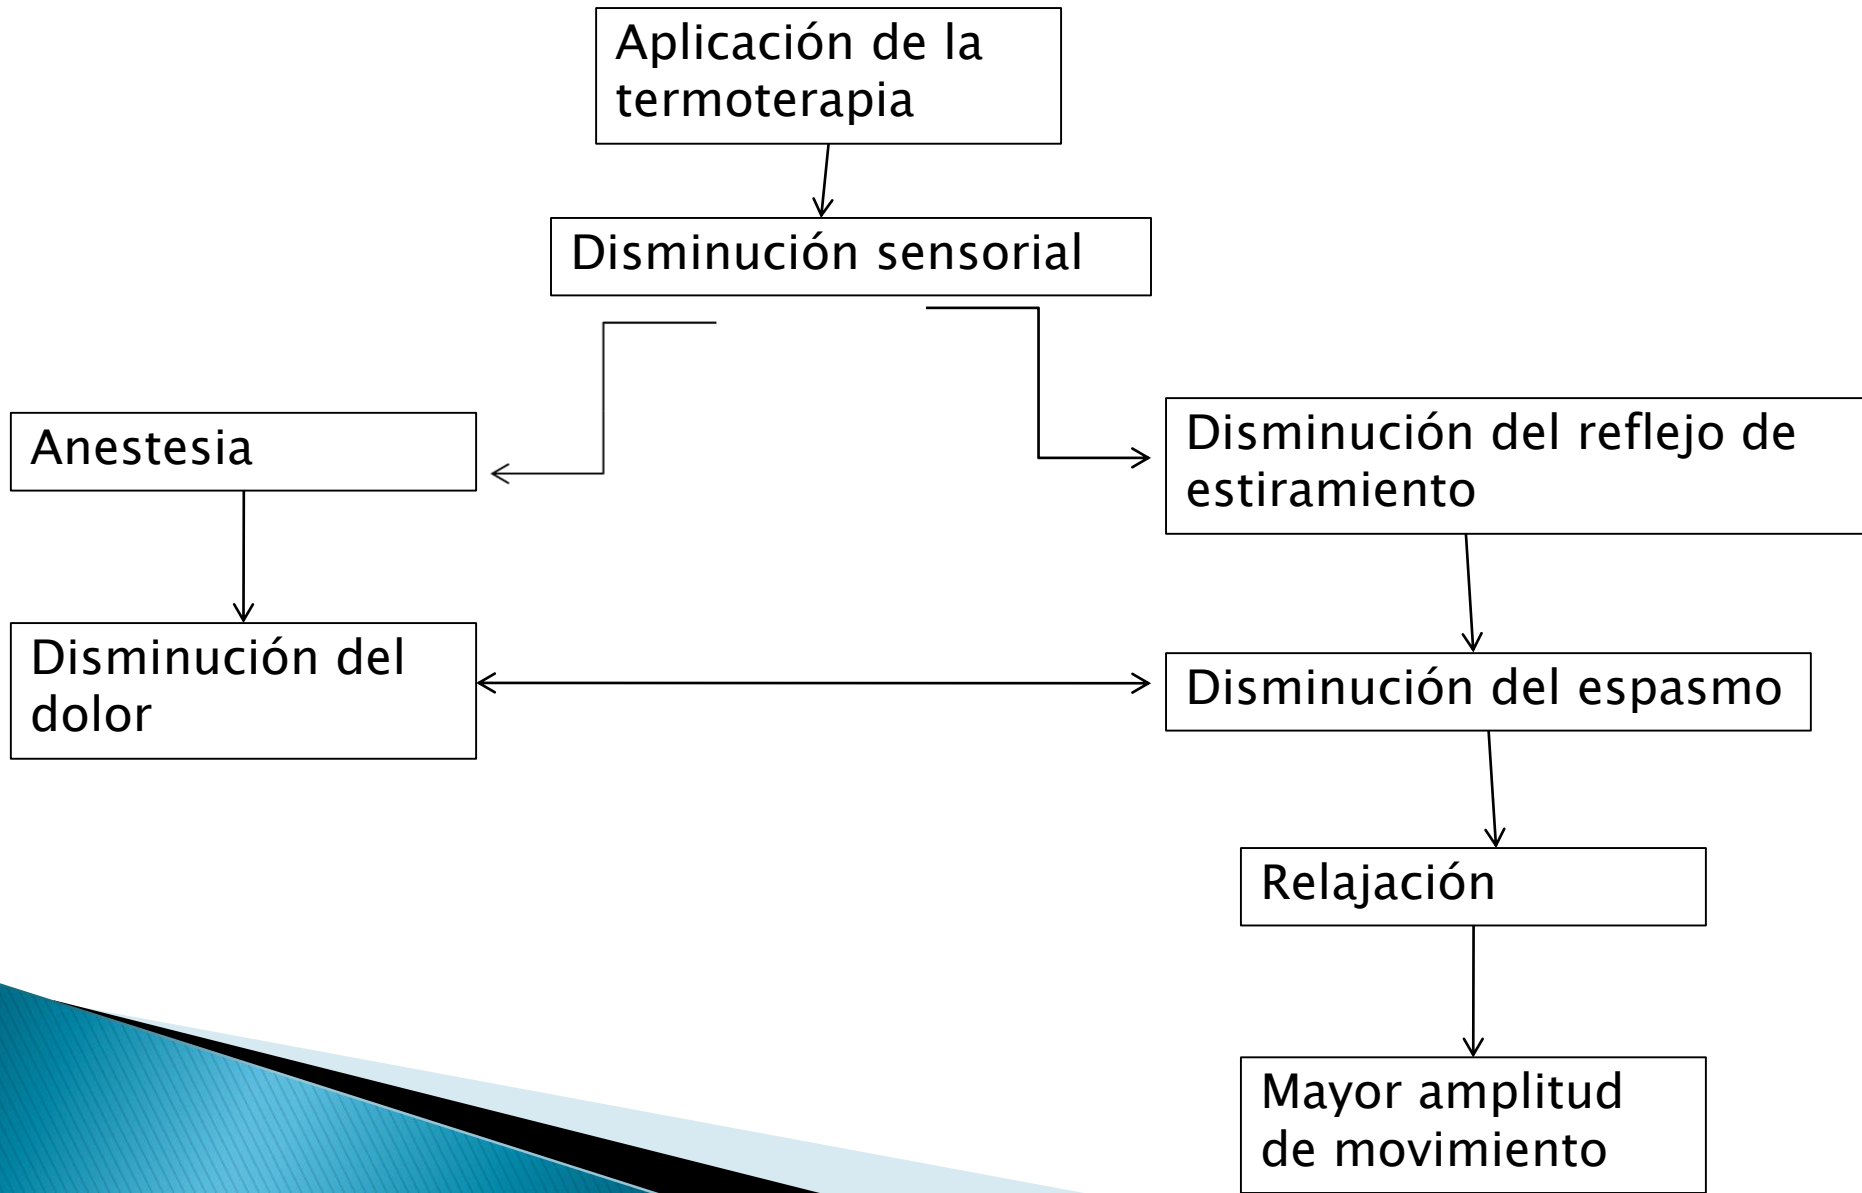 Aplicación de la
termoterapia
Disminución sensorial
Anestesia
Disminución del reflejo de
estiramiento
Disminución del
dolor
Disminución del espasmo
Relajación
Mayor amplitud
de movimiento